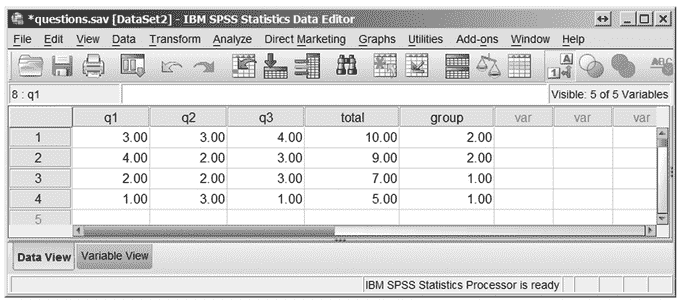 *questions.sav [DataSet2] - IBM SPSS Statistics Data Editor
File Edit View Data Transform Analyze Direct Marketing Graphs Utilities Add-ons Window Help
8 : q1 Visible: 5 of 5 Variables
q1 q2 q3 total group var var var
1 3.00 3.00 4.00 10.00 2.00
2 4.00 2.00 3.00 9.00 2.00
3 2.00 2.00 3.00 7.00 1.00
4 1.00 3.00 1.00 5.00 1.00
5
Data View Variable View
IBM SPSS Statistics Processor is ready